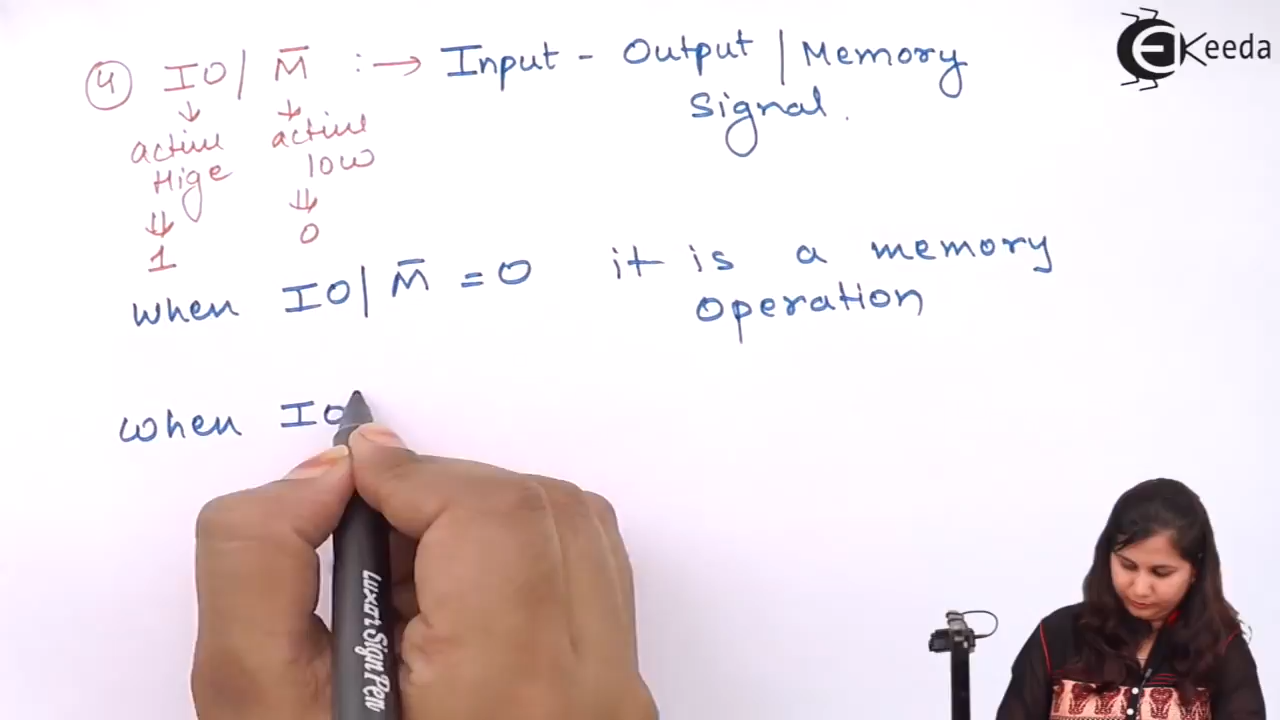 4 IO/M̅ :→ Input - Output / Memory
Signal.
↓ ↓
active active
Hige low
⇓ ⇓
1 0
when IO/M̅ = 0 it is a memory
operation
when IO
EKeeda
Luxor Sign Pen